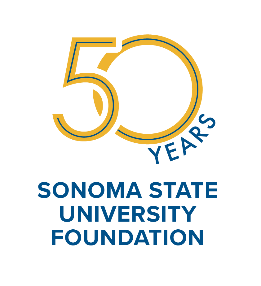 50
YEARS
SONOMA STATE
UNIVERSITY
FOUNDATION